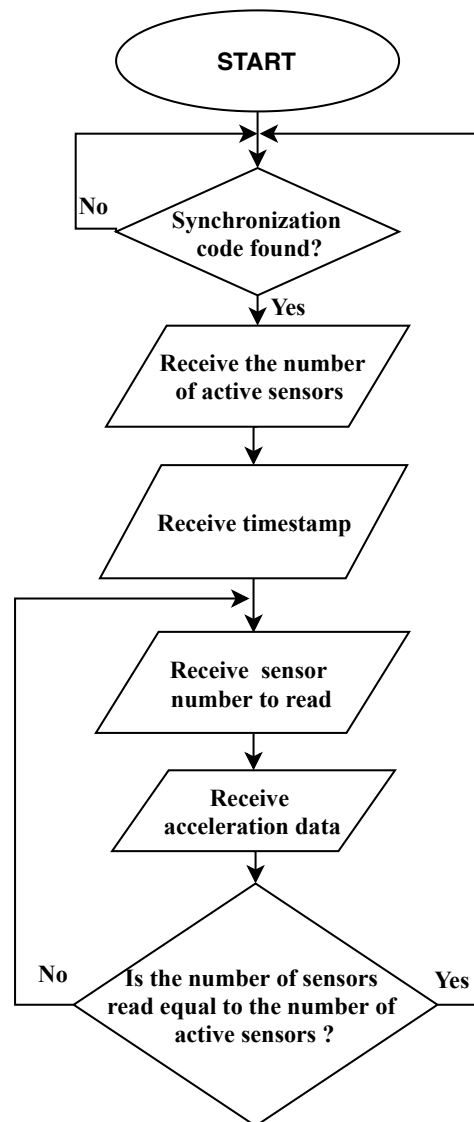 START
No
Synchronization
code found?
Yes
Receive the number
of active sensors
Receive timestamp
Receive sensor
number to read
Receive
acceleration data
No
Is the number of sensors
read equal to the number of
active sensors ?
Yes